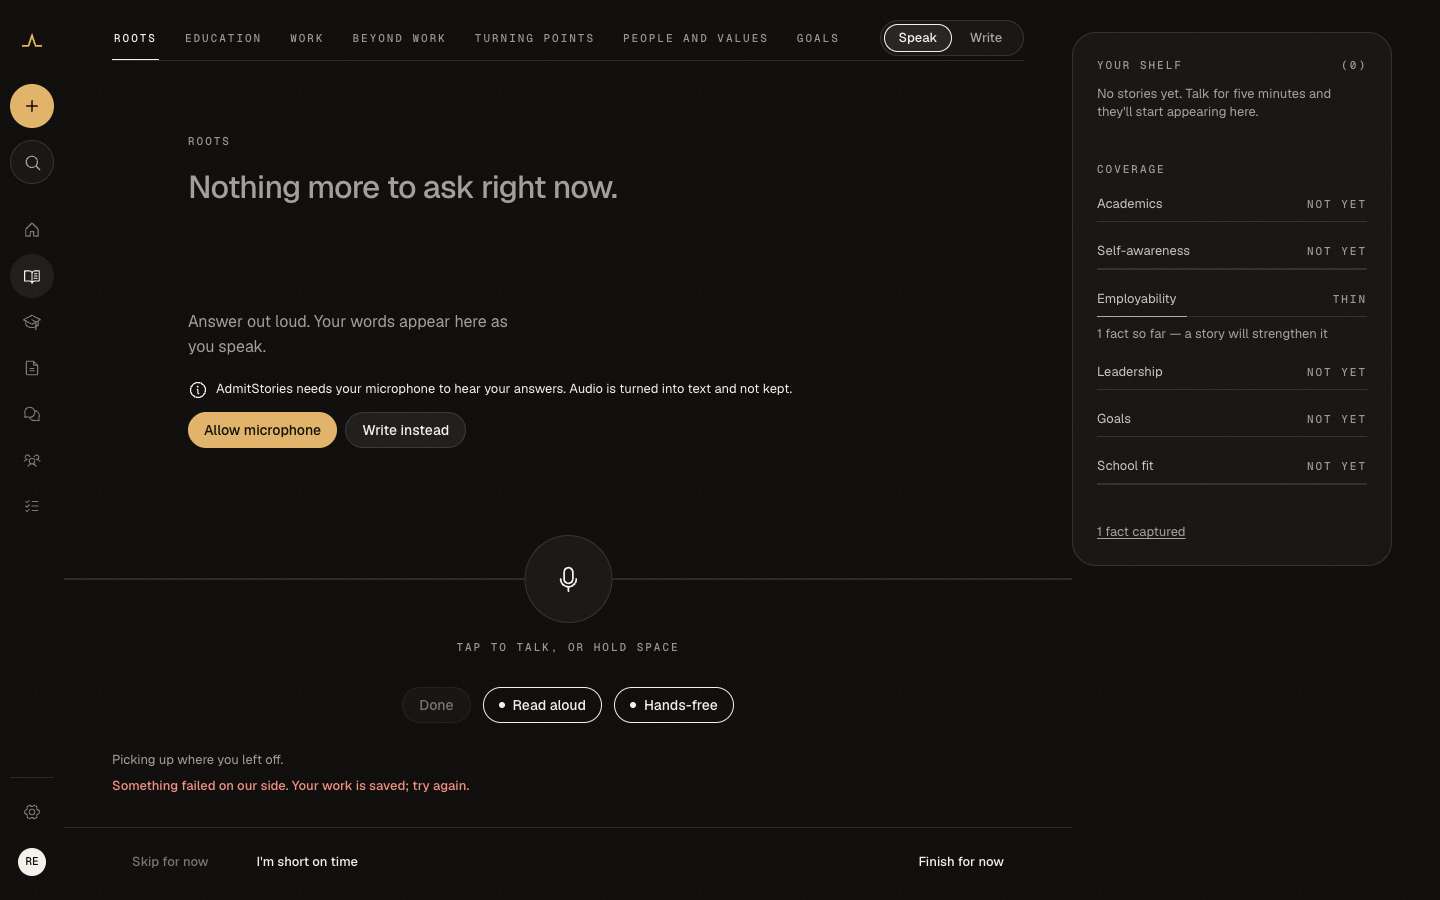 ROOTS
EDUCATION
WORK
BEYOND WORK
TURNING POINTS
PEOPLE AND VALUES
GOALS
Speak
Write
ROOTS
Nothing more to ask right now.
Answer out loud. Your words appear here as
you speak.
AdmitStories needs your microphone to hear your answers. Audio is turned into text and not kept.
Allow microphone
Write instead
TAP TO TALK, OR HOLD SPACE
Done
Read aloud
Hands-free
Picking up where you left off.
Something failed on our side. Your work is saved; try again.
Skip for now
I'm short on time
Finish for now
YOUR SHELF (0)
No stories yet. Talk for five minutes and
they'll start appearing here.
COVERAGE
Academics NOT YET
Self-awareness NOT YET
Employability THIN
1 fact so far — a story will strengthen it
Leadership NOT YET
Goals NOT YET
School fit NOT YET
1 fact captured
RE